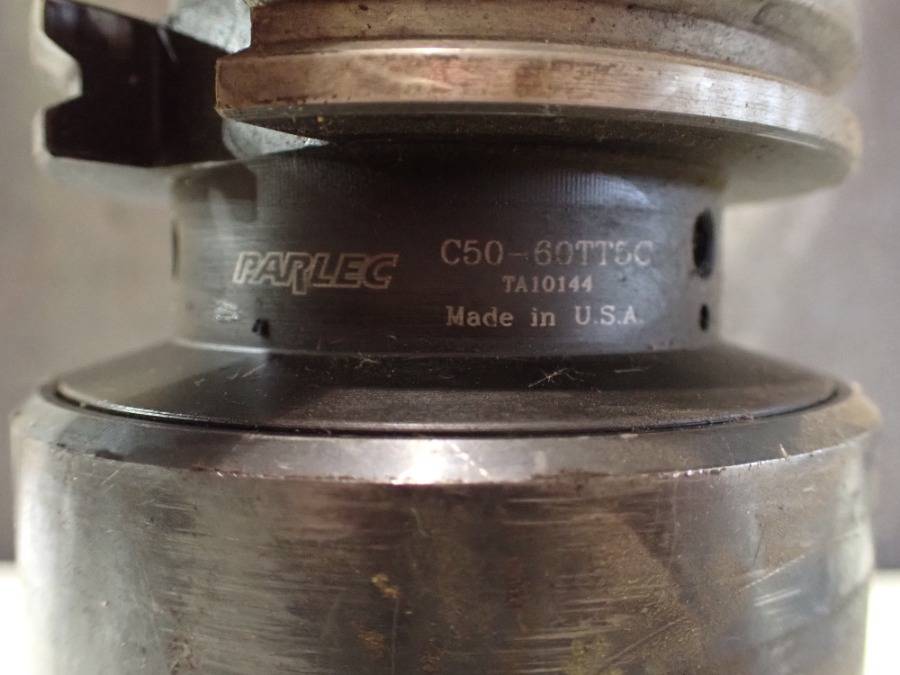 PARLEC
C50-60TT5C
TA10144
Made in U.S.A.